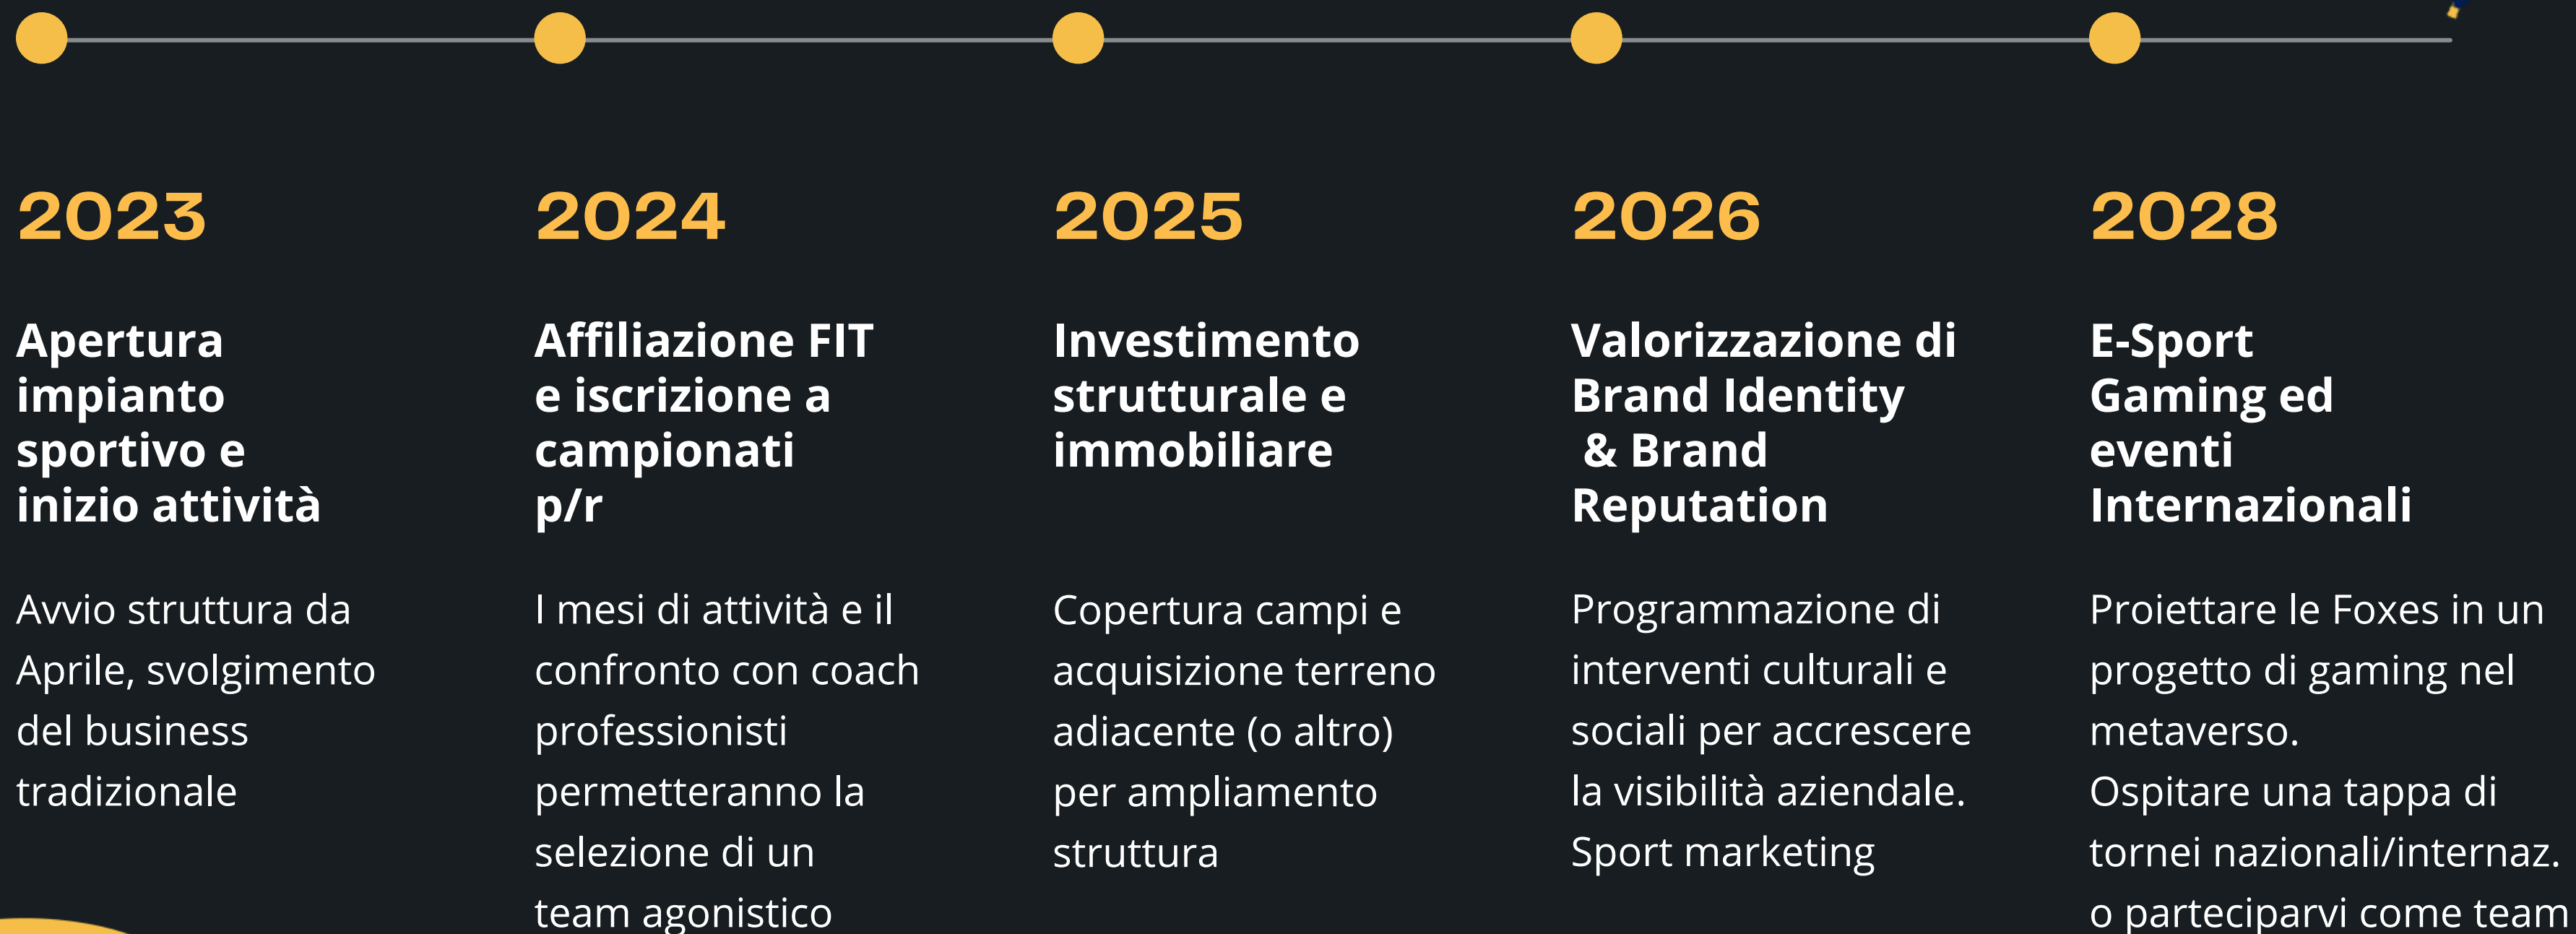 2023
Apertura
impianto
sportivo e
inizio attività
Avvio struttura da
Aprile, svolgimento
del business
tradizionale
2024
Affiliazione FIT
e iscrizione a
campionati
p/r
I mesi di attività e il
confronto con coach
professionisti
permetteranno la
selezione di un
team agonistico
2025
Investimento
strutturale e
immobiliare
Copertura campi e
acquisizione terreno
adiacente (o altro)
per ampliamento
struttura
2026
Valorizzazione di
Brand Identity
& Brand
Reputation
Programmazione di
interventi culturali e
sociali per accrescere
la visibilità aziendale.
Sport marketing
2028
E-Sport
Gaming ed
eventi
Internazionali
Proiettare le Foxes in un
progetto di gaming nel
metaverso.
Ospitare una tappa di
tornei nazionali/internaz.
o parteciparvi come team